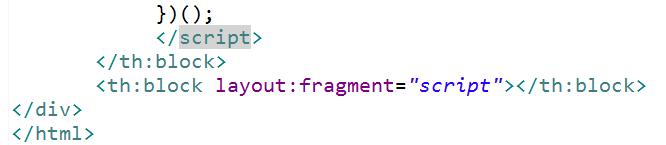 })();
</script>
</th:block>
<th:block layout:fragment="script"></th:block>
</div>
</html>